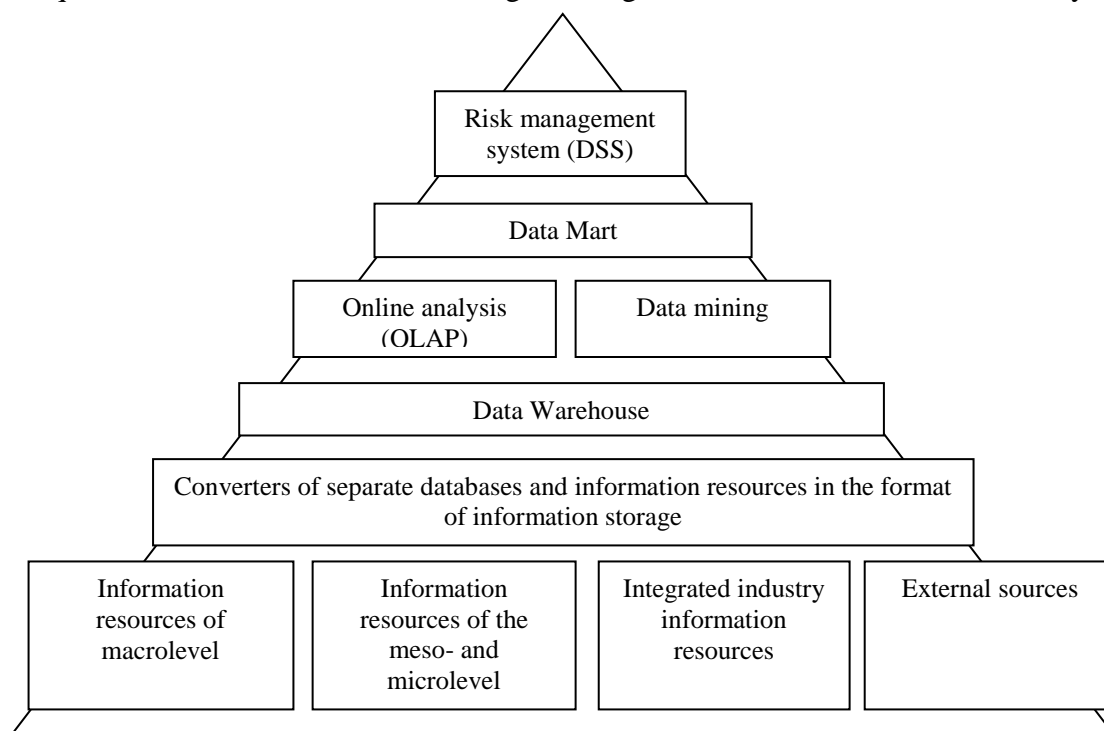 Risk management
system (DSS)
Data Mart
Online analysis
(OLAP)
Data mining
Data Warehouse
Converters of separate databases and information resources in the format
of information storage
Information
resources of
macrolevel
Information
resources of the
meso- and
microlevel
Integrated industry
information
resources
External sources